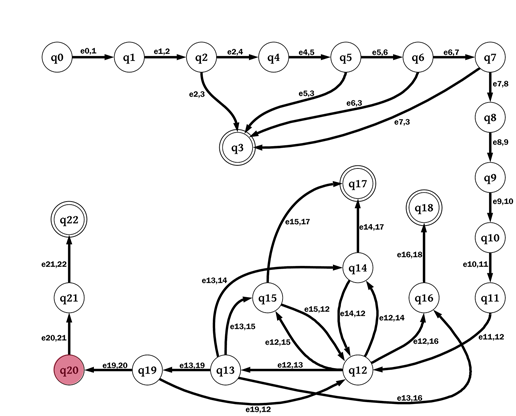 q0 e0,1 q1 e1,2 q2 e2,4 q4 e4,5 q5 e5,6 q6 e6,7 q7
e2,3 e5,3 e6,3 e7,3 e7,8
q3 q8
e8,9
q17 q9
q22 q18 e9,10
e15,17 e14,17 q10
e21,22 e16,18 e10,11
e13,14 q14
q21 q15 q16 q11
e13,15 e15,12 e14,12 e12,14
e20,21 e12,15 e12,16 e11,12
q20 e19,20 q19 e13,19 q13 e12,13 q12
e19,12 e13,16